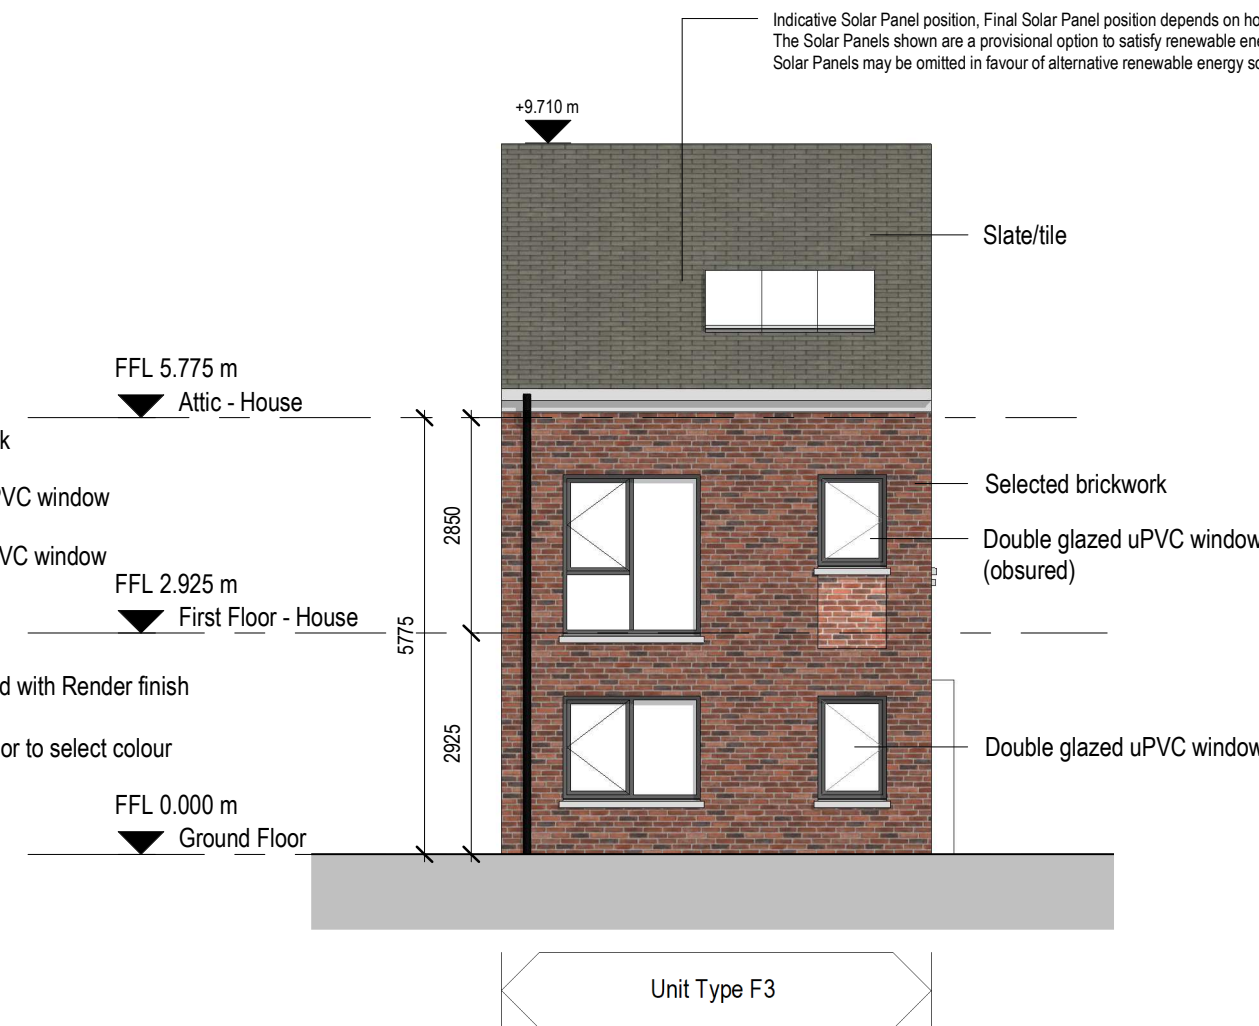 Indicative Solar Panel position, Final Solar Panel position depends on
The Solar Panels shown are a provisional option to satisfy renewable
Solar Panels may be omitted in favour of alternative renewable energy
+9.710 m
Slate/tile
FFL 5.775 m
Attic - House
Selected brickwork
window
Double glazed uPVC window
(obsured)
2850
window
FFL 2.925 m
First Floor - House
5775
with Render finish
2925
or to select colour
Double glazed uPVC window
FFL 0.000 m
Ground Floor
Unit Type F3